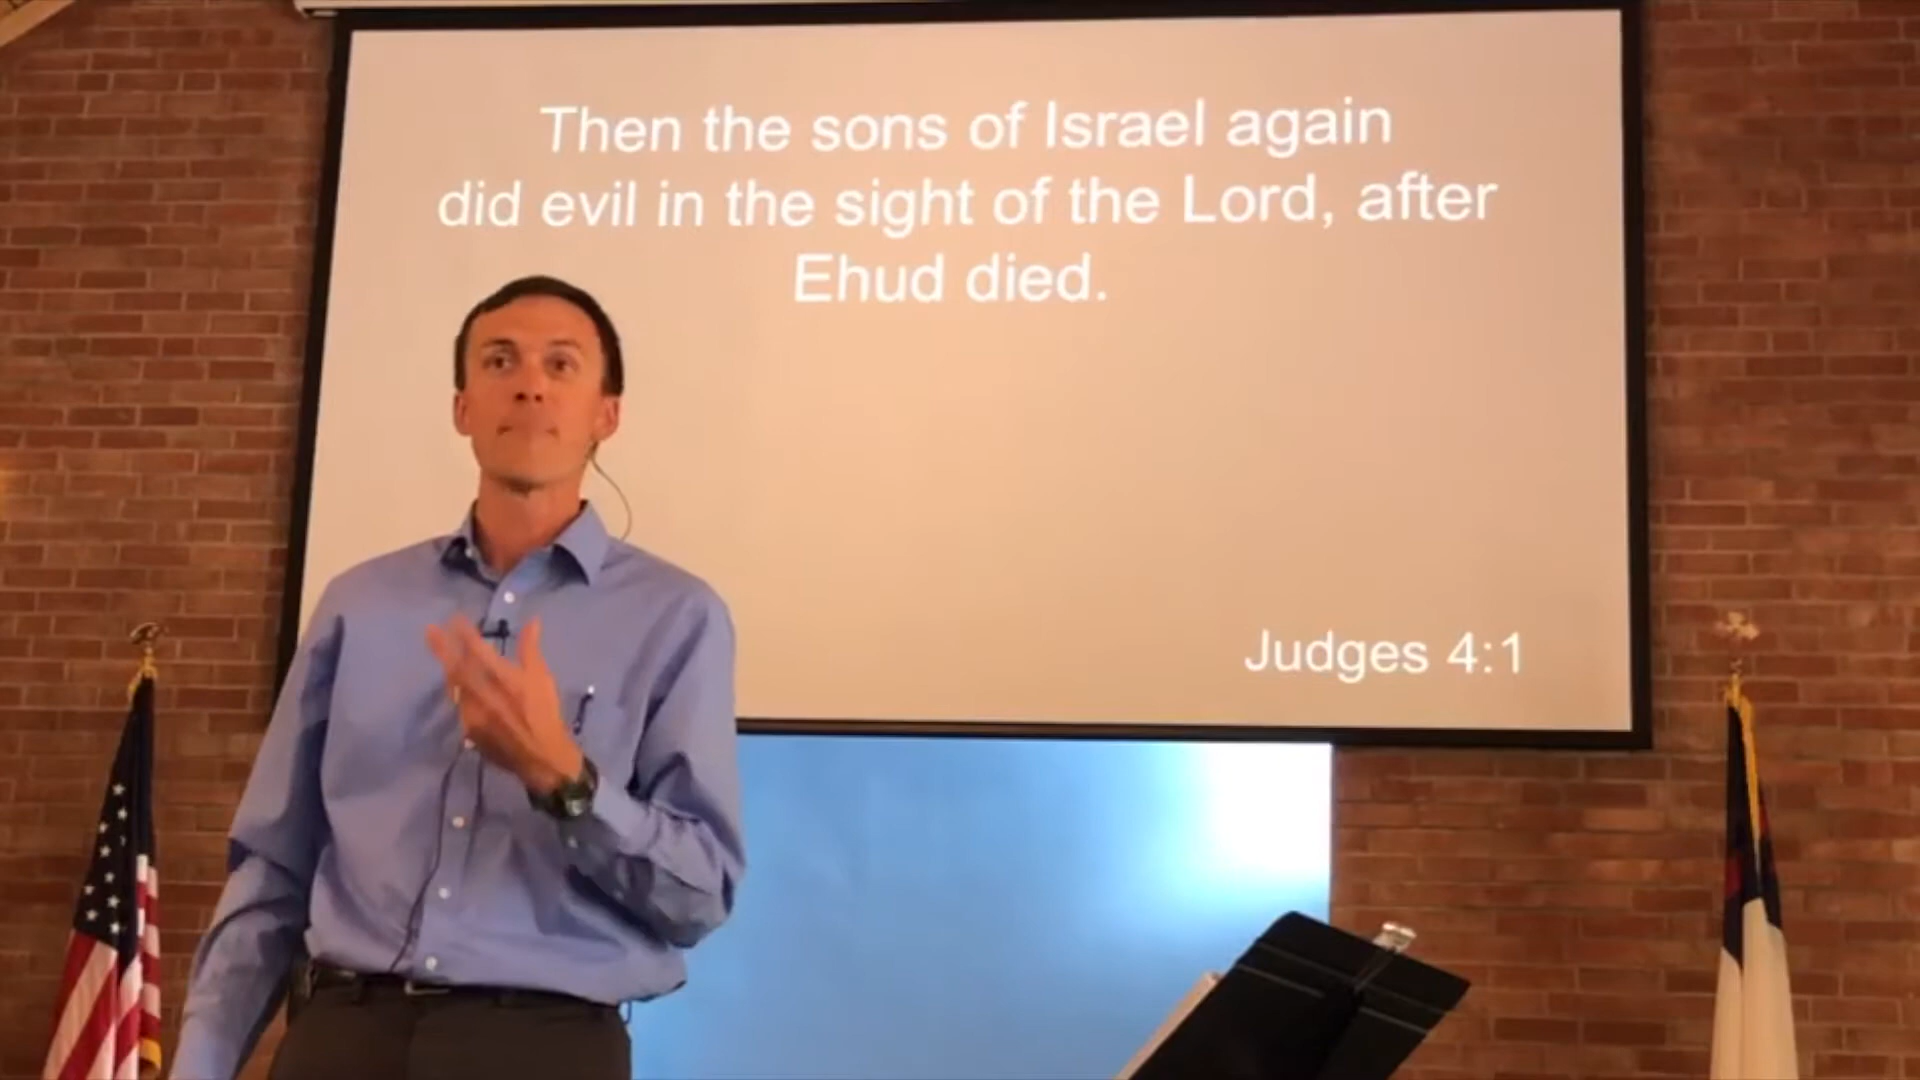 Then the sons of Israel again
did evil in the sight of the Lord, after
Ehud died.
Judges 4:1